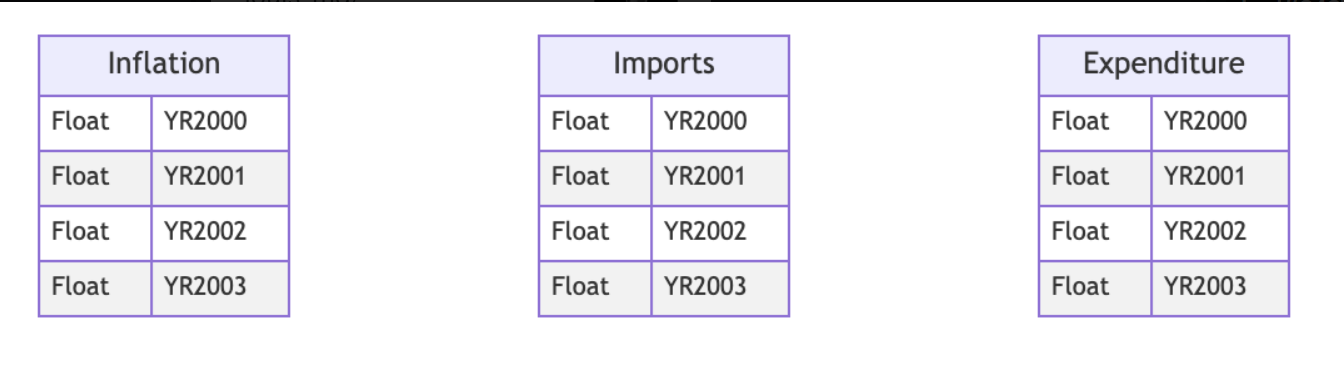 Inflation
Float YR2000
Float YR2001
Float YR2002
Float YR2003
Imports
Float YR2000
Float YR2001
Float YR2002
Float YR2003
Expenditure
Float YR2000
Float YR2001
Float YR2002
Float YR2003